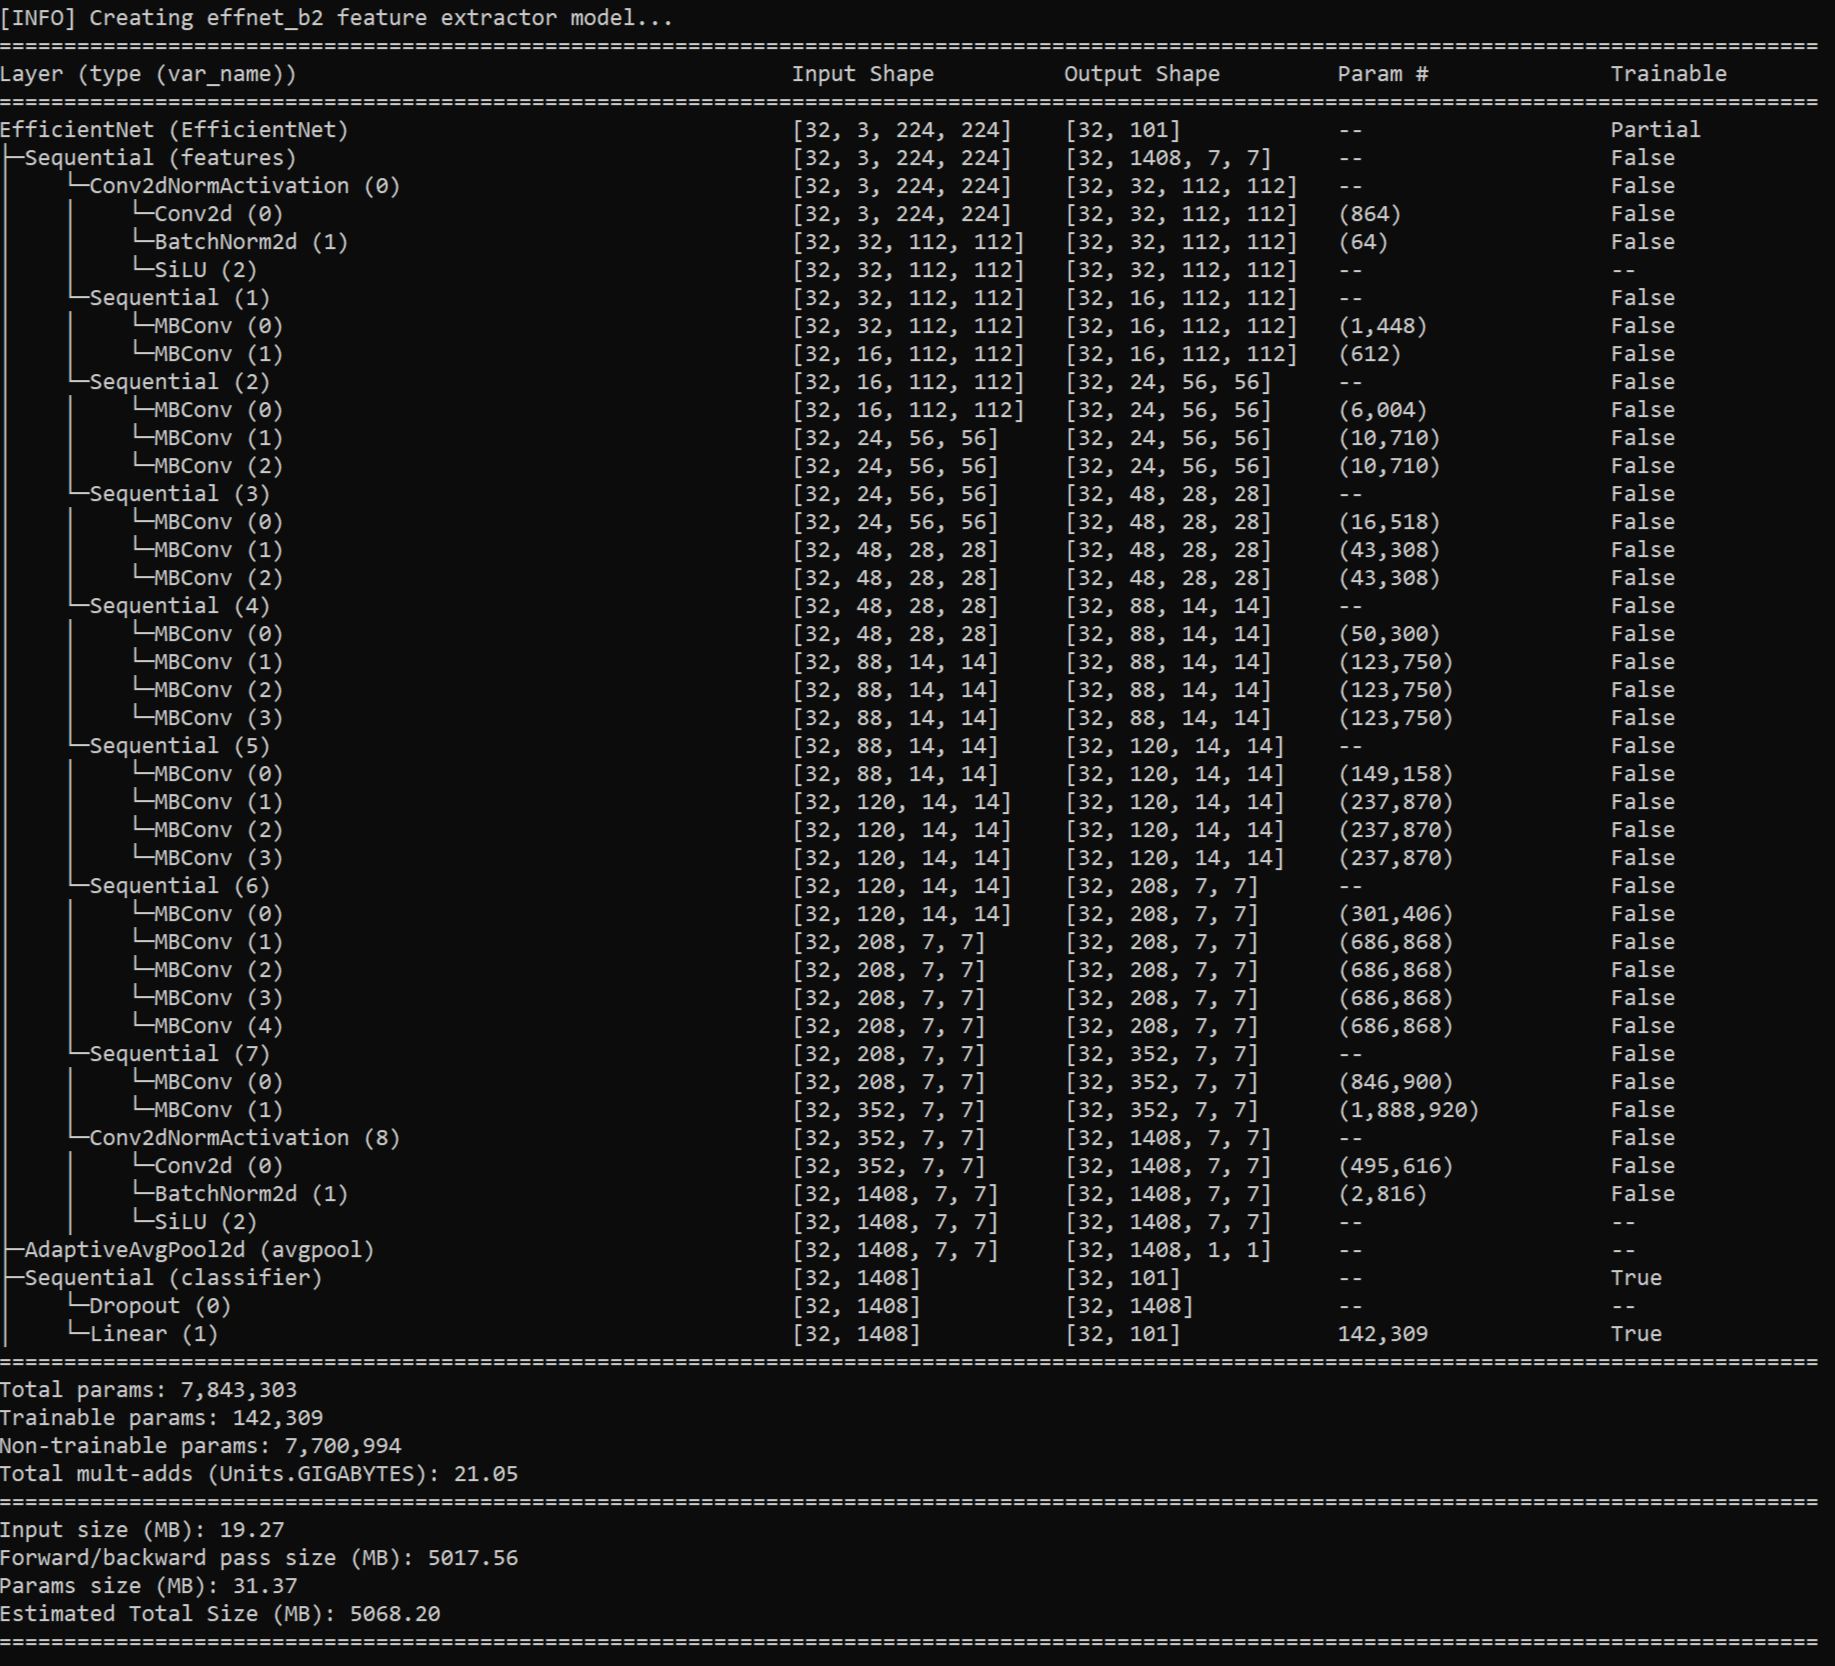 [INFO] Creating effnet_b2 feature extractor model...
============================================================================================================================================
Layer (type (var_name))                                      Input Shape          Output Shape         Param #              Trainable
============================================================================================================================================
EfficientNet (EfficientNet)                                  [32, 3, 224, 224]    [32, 101]            --                   Partial
├─Sequential (features)                                      [32, 3, 224, 224]    [32, 1408, 7, 7]     --                   False
│    └─Conv2dNormActivation (0)                              [32, 3, 224, 224]    [32, 32, 112, 112]   --                   False
│    │    └─Conv2d (0)                                       [32, 3, 224, 224]    [32, 32, 112, 112]   (864)                False
│    │    └─BatchNorm2d (1)                                  [32, 32, 112, 112]   [32, 32, 112, 112]   (64)                 False
│    │    └─SiLU (2)                                         [32, 32, 112, 112]   [32, 32, 112, 112]   --                   --
│    └─Sequential (1)                                        [32, 32, 112, 112]   [32, 16, 112, 112]   --                   False
│    │    └─MBConv (0)                                       [32, 32, 112, 112]   [32, 16, 112, 112]   (1,448)              False
│    │    └─MBConv (1)                                       [32, 16, 112, 112]   [32, 16, 112, 112]   (612)                False
│    └─Sequential (2)                                        [32, 16, 112, 112]   [32, 24, 56, 56]     --                   False
│    │    └─MBConv (0)                                       [32, 16, 112, 112]   [32, 24, 56, 56]     (6,004)              False
│    │    └─MBConv (1)                                       [32, 24, 56, 56]     [32, 24, 56, 56]     (10,710)             False
│    │    └─MBConv (2)                                       [32, 24, 56, 56]     [32, 24, 56, 56]     (10,710)             False
│    └─Sequential (3)                                        [32, 24, 56, 56]     [32, 48, 28, 28]     --                   False
│    │    └─MBConv (0)                                       [32, 24, 56, 56]     [32, 48, 28, 28]     (16,518)             False
│    │    └─MBConv (1)                                       [32, 48, 28, 28]     [32, 48, 28, 28]     (43,308)             False
│    │    └─MBConv (2)                                       [32, 48, 28, 28]     [32, 48, 28, 28]     (43,308)             False
│    └─Sequential (4)                                        [32, 48, 28, 28]     [32, 88, 14, 14]     --                   False
│    │    └─MBConv (0)                                       [32, 48, 28, 28]     [32, 88, 14, 14]     (50,300)             False
│    │    └─MBConv (1)                                       [32, 88, 14, 14]     [32, 88, 14, 14]     (123,750)            False
│    │    └─MBConv (2)                                       [32, 88, 14, 14]     [32, 88, 14, 14]     (123,750)            False
│    │    └─MBConv (3)                                       [32, 88, 14, 14]     [32, 88, 14, 14]     (123,750)            False
│    └─Sequential (5)                                        [32, 88, 14, 14]     [32, 120, 14, 14]    --                   False
│    │    └─MBConv (0)                                       [32, 88, 14, 14]     [32, 120, 14, 14]    (149,158)            False
│    │    └─MBConv (1)                                       [32, 120, 14, 14]    [32, 120, 14, 14]    (237,870)            False
│    │    └─MBConv (2)                                       [32, 120, 14, 14]    [32, 120, 14, 14]    (237,870)            False
│    │    └─MBConv (3)                                       [32, 120, 14, 14]    [32, 120, 14, 14]    (237,870)            False
│    └─Sequential (6)                                        [32, 120, 14, 14]    [32, 208, 7, 7]      --                   False
│    │    └─MBConv (0)                                       [32, 120, 14, 14]    [32, 208, 7, 7]      (301,406)            False
│    │    └─MBConv (1)                                       [32, 208, 7, 7]      [32, 208, 7, 7]      (686,868)            False
│    │    └─MBConv (2)                                       [32, 208, 7, 7]      [32, 208, 7, 7]      (686,868)            False
│    │    └─MBConv (3)                                       [32, 208, 7, 7]      [32, 208, 7, 7]      (686,868)            False
│    │    └─MBConv (4)                                       [32, 208, 7, 7]      [32, 208, 7, 7]      (686,868)            False
│    └─Sequential (7)                                        [32, 208, 7, 7]      [32, 352, 7, 7]      --                   False
│    │    └─MBConv (0)                                       [32, 208, 7, 7]      [32, 352, 7, 7]      (846,900)            False
│    │    └─MBConv (1)                                       [32, 352, 7, 7]      [32, 352, 7, 7]      (1,888,920)          False
│    └─Conv2dNormActivation (8)                              [32, 352, 7, 7]      [32, 1408, 7, 7]     --                   False
│    │    └─Conv2d (0)                                       [32, 352, 7, 7]      [32, 1408, 7, 7]     (495,616)            False
│    │    └─BatchNorm2d (1)                                  [32, 1408, 7, 7]     [32, 1408, 7, 7]     (2,816)              False
│    │    └─SiLU (2)                                         [32, 1408, 7, 7]     [32, 1408, 7, 7]     --                   --
├─AdaptiveAvgPool2d (avgpool)                                [32, 1408, 7, 7]     [32, 1408, 1, 1]     --                   --
├─Sequential (classifier)                                    [32, 1408]           [32, 101]            --                   True
│    └─Dropout (0)                                           [32, 1408]           [32, 1408]           --                   --
│    └─Linear (1)                                            [32, 1408]           [32, 101]            142,309              True
============================================================================================================================================
Total params: 7,843,303
Trainable params: 142,309
Non-trainable params: 7,700,994
Total mult-adds (Units.GIGABYTES): 21.05
============================================================================================================================================
Input size (MB): 19.27
Forward/backward pass size (MB): 5017.56
Params size (MB): 31.37
Estimated Total Size (MB): 5068.20
============================================================================================================================================